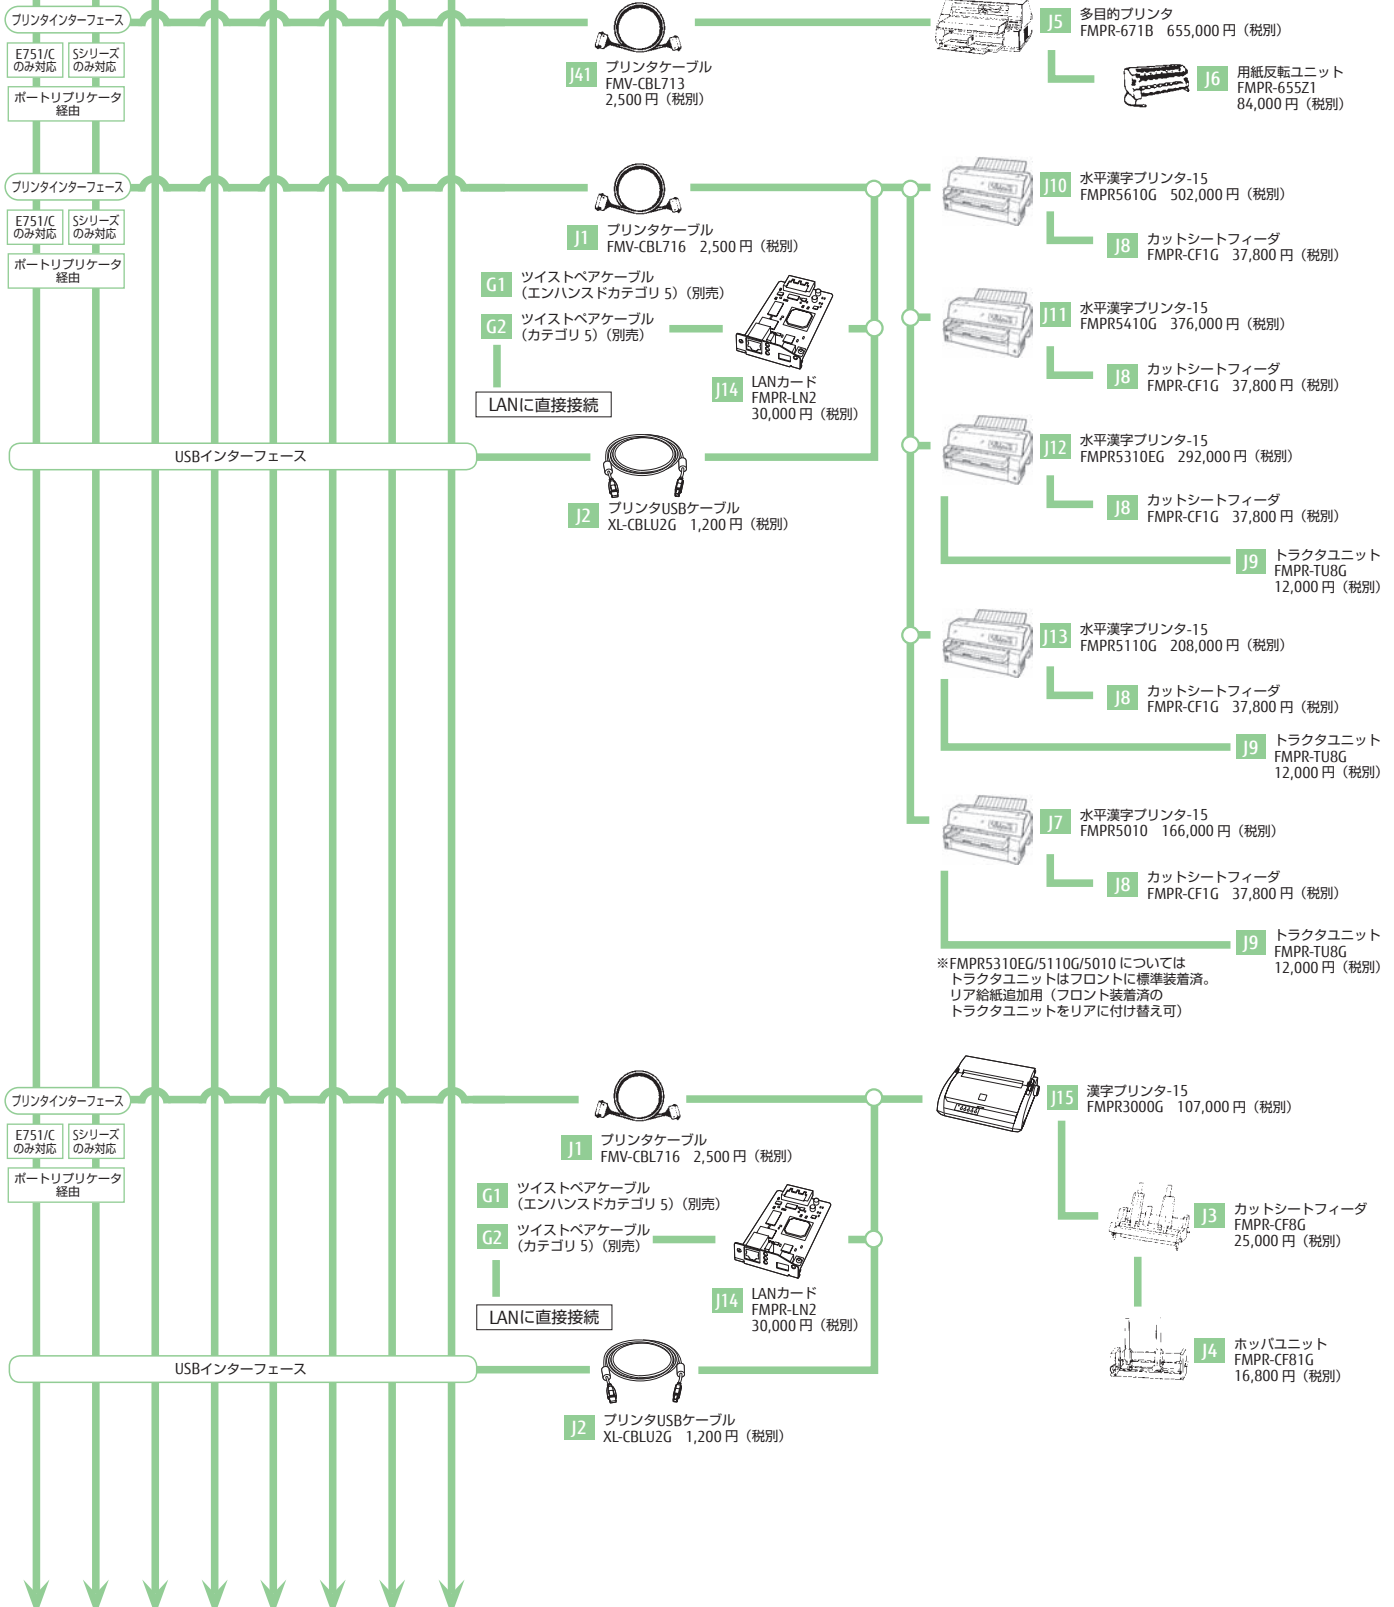 プリンタインターフェース
E751/C
のみ対応
Sシリーズ
のみ対応
ポートリプリケータ
経由
J41 プリンタケーブル
FMV-CBL713
2,500 円（税別）
J5 多目的プリンタ
FMPR-671B 655,000 円（税別）
J6 用紙反転ユニット
FMPR-655Z1
84,000 円（税別）
プリンタインターフェース
E751/C
のみ対応
Sシリーズ
のみ対応
ポートリプリケータ
経由
J1 プリンタケーブル
FMV-CBL716 2,500 円（税別）
G1 ツイストペアケーブル
（エンハンスドカテゴリ 5）（別売）
G2 ツイストペアケーブル
（カテゴリ 5）（別売）
LANに直接接続
J14 LANカード
FMPR-LN2
30,000 円（税別）
USBインターフェース
J2 プリンタUSBケーブル
XL-CBLU2G 1,200 円（税別）
J10 水平漢字プリンタ-15
FMPR5610G 502,000 円（税別）
J8 カットシートフィーダ
FMPR-CF1G 37,800 円（税別）
J11 水平漢字プリンタ-15
FMPR5410G 376,000 円（税別）
J8 カットシートフィーダ
FMPR-CF1G 37,800 円（税別）
J12 水平漢字プリンタ-15
FMPR5310EG 292,000 円（税別）
J8 カットシートフィーダ
FMPR-CF1G 37,800 円（税別）
J9 トラクタユニット
FMPR-TU8G
12,000 円（税別）
J13 水平漢字プリンタ-15
FMPR5110G 208,000 円（税別）
J8 カットシートフィーダ
FMPR-CF1G 37,800 円（税別）
J9 トラクタユニット
FMPR-TU8G
12,000 円（税別）
J7 水平漢字プリンタ-15
FMPR5010 166,000 円（税別）
J8 カットシートフィーダ
FMPR-CF1G 37,800 円（税別）
J9 トラクタユニット
FMPR-TU8G
12,000 円（税別）
※FMPR5310EG/5110G/5010 については
トラクタユニットはフロントに標準装着済。
リア給紙追加用（フロント装着済の
トラクタユニットをリアに付け替え可）
プリンタインターフェース
E751/C
のみ対応
Sシリーズ
のみ対応
ポートリプリケータ
経由
J1 プリンタケーブル
FMV-CBL716 2,500 円（税別）
G1 ツイストペアケーブル
（エンハンスドカテゴリ 5）（別売）
G2 ツイストペアケーブル
（カテゴリ 5）（別売）
LANに直接接続
J14 LANカード
FMPR-LN2
30,000 円（税別）
USBインターフェース
J2 プリンタUSBケーブル
XL-CBLU2G 1,200 円（税別）
J15 漢字プリンタ-15
FMPR3000G 107,000 円（税別）
J3 カットシートフィーダ
FMPR-CF8G
25,000 円（税別）
J4 ホッパユニット
FMPR-CF81G
16,800 円（税別）